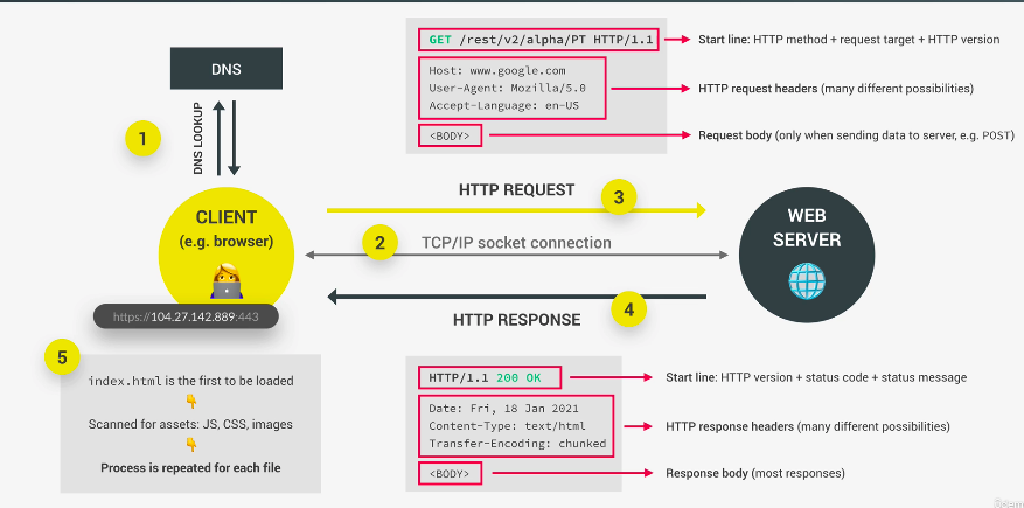 DNS
1
DNS LOOKUP
CLIENT
(e.g. browser)
https://104.27.142.889:443
GET /rest/v2/alpha/PT HTTP/1.1
Start line: HTTP method + request target + HTTP version
Host: www.google.com
User-Agent: Mozilla/5.0
Accept-Language: en-US
HTTP request headers (many different possibilities)
<BODY>
Request body (only when sending data to server, e.g. POST)
HTTP REQUEST
3
2
TCP/IP socket connection
4
HTTP RESPONSE
WEB
SERVER
5
index.html is the first to be loaded
Scanned for assets: JS, CSS, images
Process is repeated for each file
HTTP/1.1 200 OK
Start line: HTTP version + status code + status message
Date: Fri, 18 Jan 2021
Content-Type: text/html
Transfer-Encoding: chunked
HTTP response headers (many different possibilities)
<BODY>
Response body (most responses)